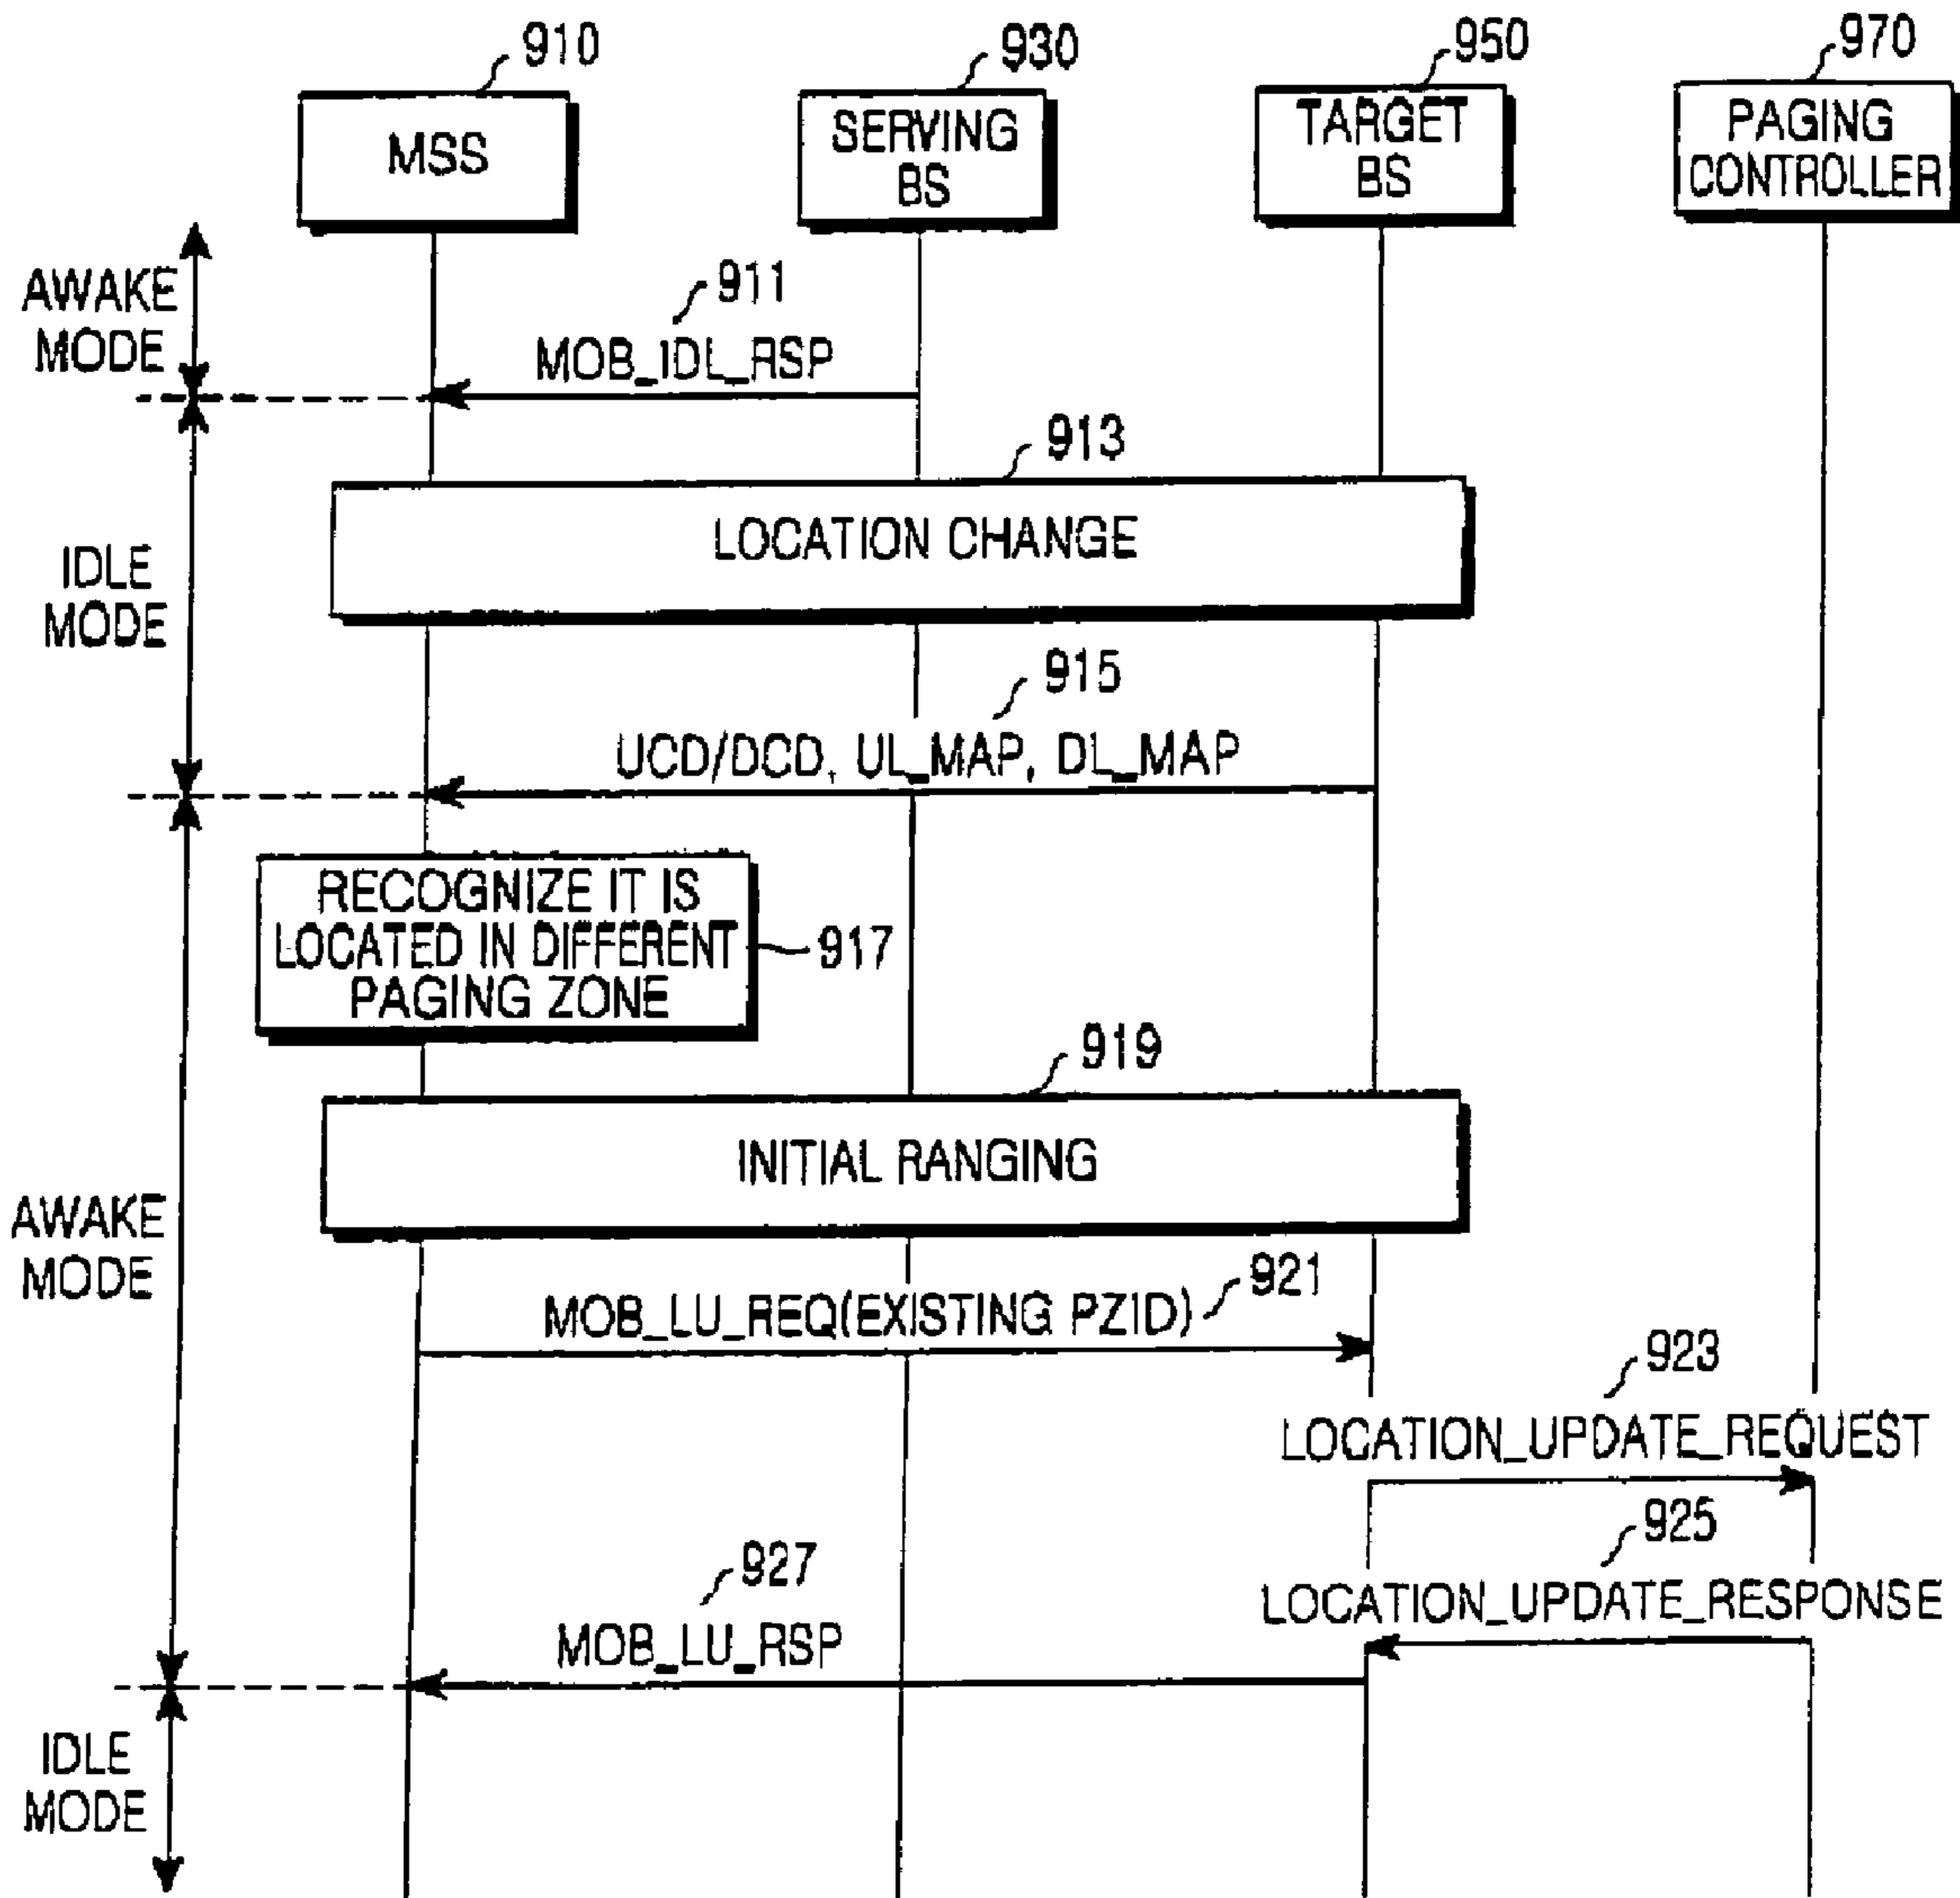 910
930
950
970
MSS
SERVING
BS
TARGET
BS
PAGING
CONTROLLER
AWAKE
MODE
911
MOB_IDL_RSP
913
LOCATION CHANGE
IDLE
MODE
915
UCD/DCD, UL_MAP, DL_MAP
RECOGNIZE IT IS
LOCATED IN DIFFERENT
PAGING ZONE
917
919
INITIAL RANGING
AWAKE
MODE
921
MOB_LU_REQ(EXISTING PZID)
923
LOCATION_UPDATE_REQUEST
925
LOCATION_UPDATE_RESPONSE
927
MOB_LU_RSP
IDLE
MODE